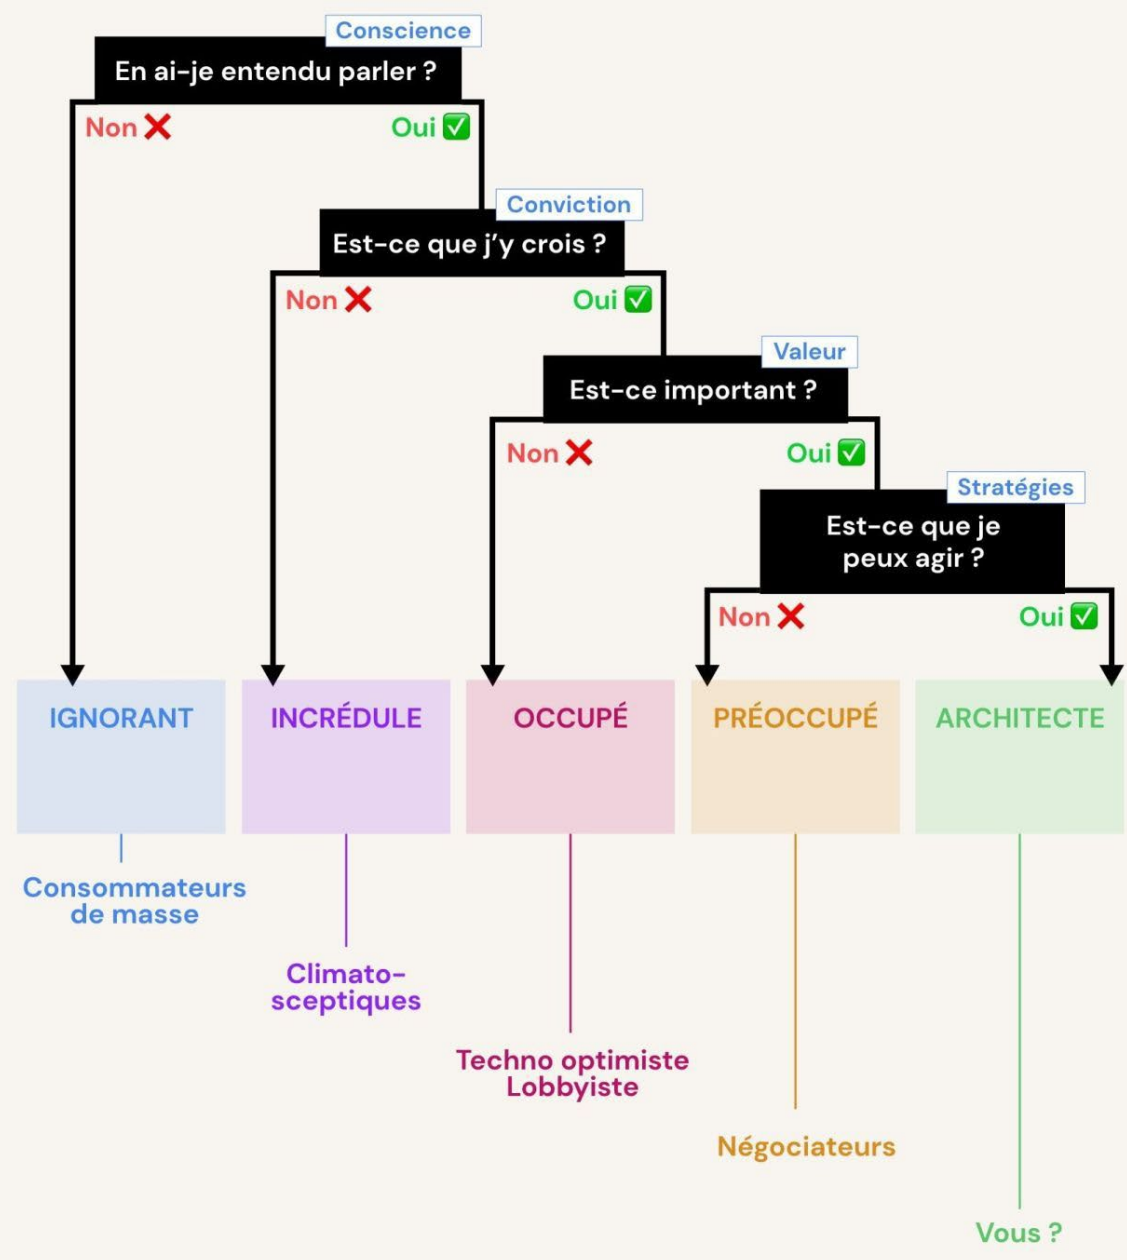 Conscience
En ai-je entendu parler ?
Non ❌
Oui ✅
Conviction
Est-ce que j’y crois ?
Non ❌
Oui ✅
Valeur
Est-ce important ?
Non ❌
Oui ✅
Stratégies
Est-ce que je
peux agir ?
Non ❌
Oui ✅
IGNORANT
INCRÉDULE
OCCUPÉ
PRÉOCCUPÉ
ARCHITECTE
Consommateurs
de masse
Climato-
sceptiques
Techno optimiste
Lobbyiste
Négociateurs
Vous ?